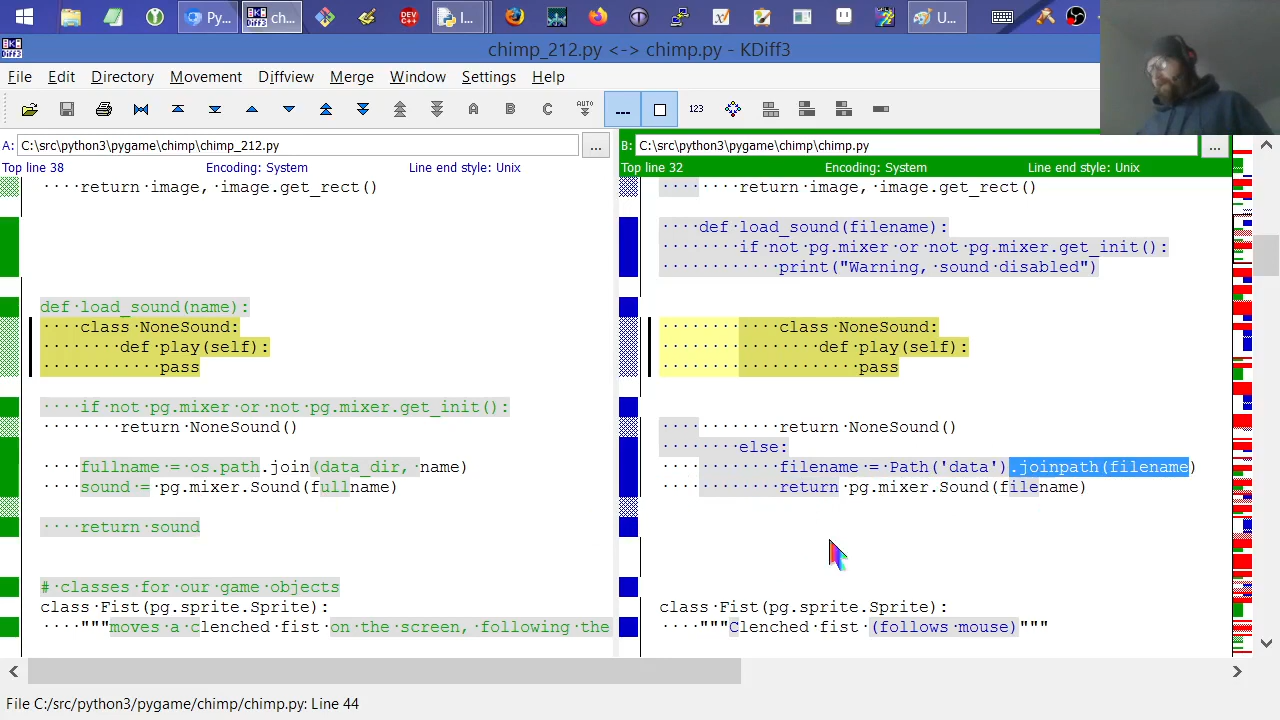 Py...
ch...
DEV C++
I...
U...
chimp_212.py <-> chimp.py - KDiff3
File Edit Directory Movement Diffview Merge Window Settings Help
A B C AUTO 123
A: C:\src\python3\pygame\chimp\chimp_212.py ...
Top line 38 Encoding: System Line end style: Unix
····return·image,·image.get_rect()
def·load_sound(name):
····class·NoneSound:
········def·play(self):
············pass
····if·not·pg.mixer·or·not·pg.mixer.get_init():
········return·NoneSound()
····fullname·=·os.path.join(data_dir,·name)
····sound·=·pg.mixer.Sound(fullname)
····return·sound
#·classes·for·our·game·objects
class·Fist(pg.sprite.Sprite):
····"""moves·a·clenched·fist·on·the·screen,·following·the
B: C:\src\python3\pygame\chimp\chimp.py ...
Top line 32 Encoding: System Line end style: Unix
········return·image,·image.get_rect()
····def·load_sound(filename):
········if·not·pg.mixer·or·not·pg.mixer.get_init():
············print("Warning,·sound·disabled")
············class·NoneSound:
················def·play(self):
····················pass
············return·NoneSound()
········else:
············filename·=·Path('data').joinpath(filename)
············return·pg.mixer.Sound(filename)
class·Fist(pg.sprite.Sprite):
····"""Clenched·fist·(follows·mouse)"""
File C:/src/python3/pygame/chimp/chimp.py: Line 44